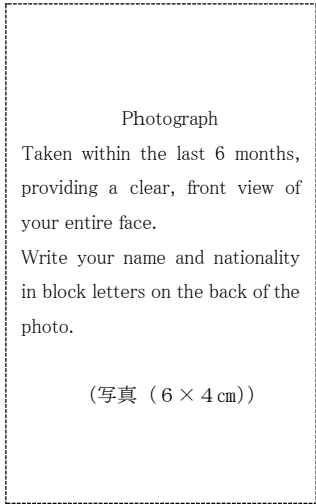 Photograph
Taken within the last 6 months,
providing a clear, front view of
your entire face.
Write your name and nationality
in block letters on the back of the
photo.
(写真（６×４㎝))